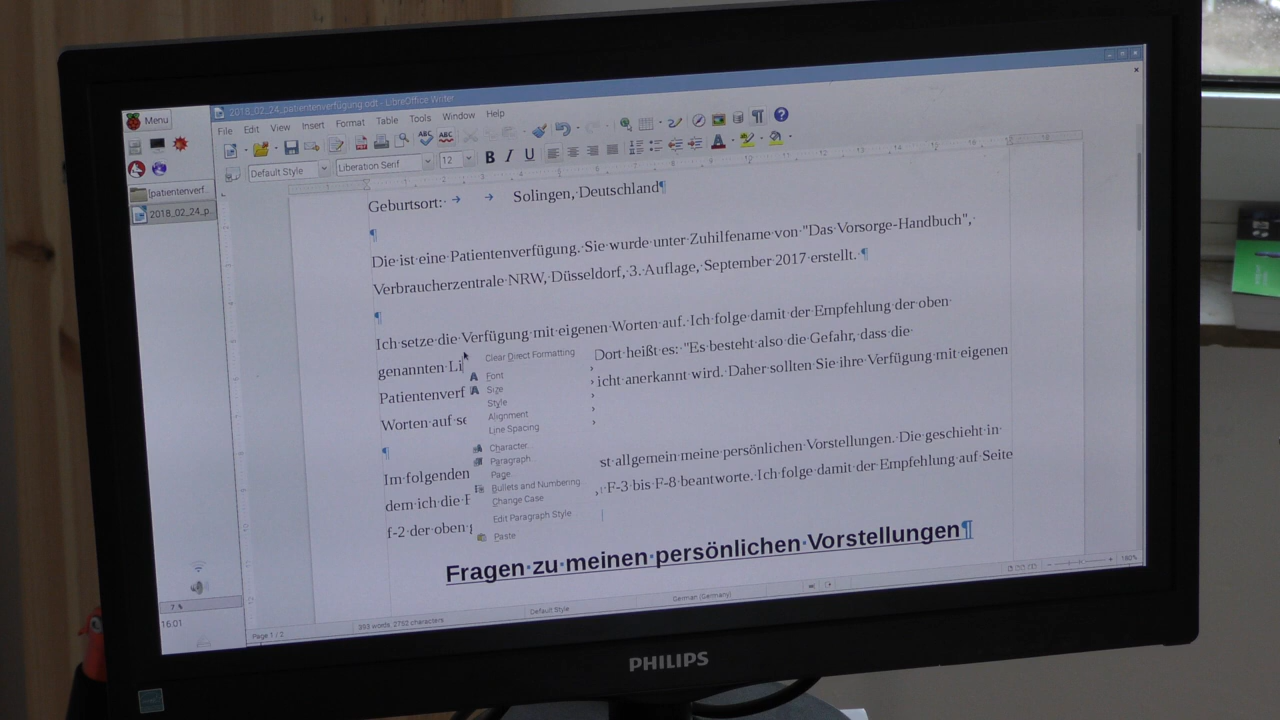 2018_02_24_patientenverfügung.odt - LibreOffice Writer
Menu
File Edit View Insert Format Table Tools Window Help
Default Style Liberation Serif 12
[patientenverf...
2018_02_24_p...
Geburtsort: Solingen, Deutschland¶
¶
Die ist eine Patientenverfügung. Sie wurde unter Zuhilfename von "Das Vorsorge-Handbuch",
Verbraucherzentrale NRW, Düsseldorf, 3. Auflage, September 2017 erstellt. ¶
¶
Ich setze die Verfügung mit eigenen Worten auf. Ich folge damit der Empfehlung der oben
genannten Li Dort heißt es: "Es besteht also die Gefahr, dass die
Patientenverf icht anerkannt wird. Daher sollten Sie ihre Verfügung mit eigenen
Worten auf se
¶
Im folgenden st allgemein meine persönlichen Vorstellungen. Die geschieht in
dem ich die F F-3 bis F-8 beantworte. Ich folge damit der Empfehlung auf Seite
f-2 der oben
Fragen zu meinen persönlichen Vorstellungen¶
Clear Direct Formatting
Font
Size
Style
Alignment
Line Spacing
Character...
Paragraph...
Page...
Bullets and Numbering...
Change Case
Edit Paragraph Style...
Paste
7 %
16:01
Page 1 / 2 393 words, 2752 characters Default Style German (Germany) 180%
PHILIPS